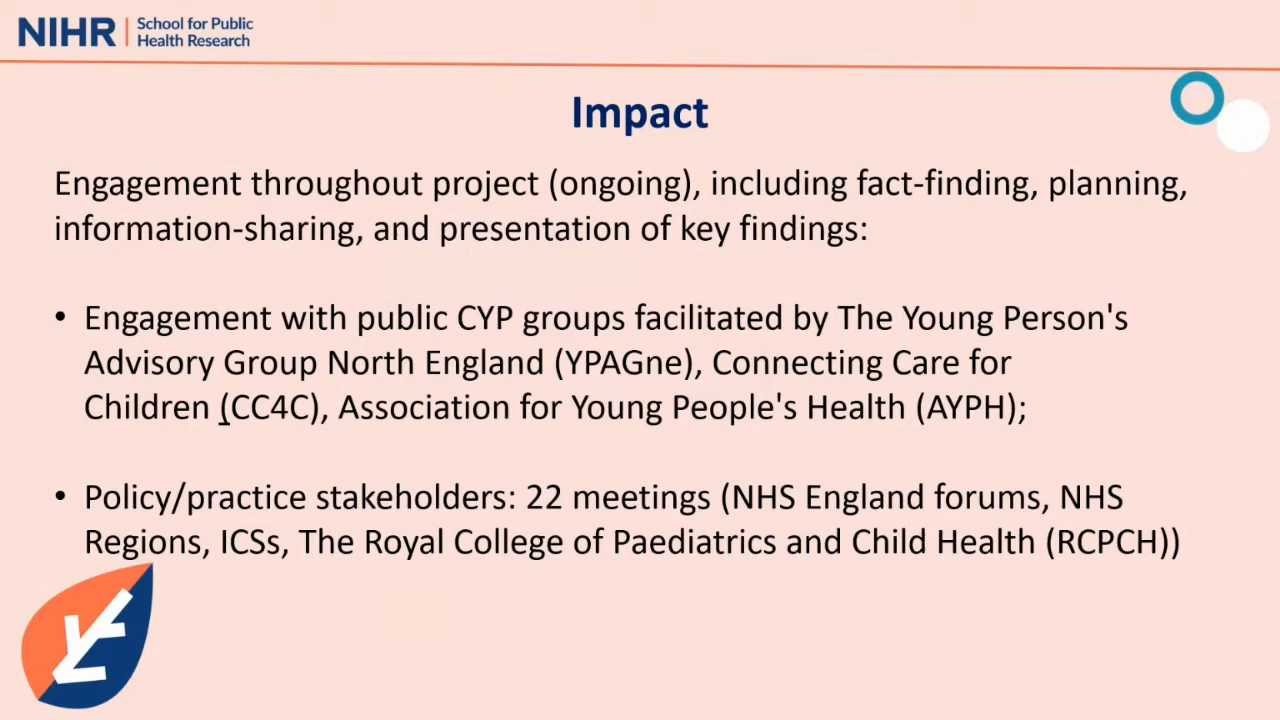 NIHR | School for Public
Health Research
Impact
Engagement throughout project (ongoing), including fact-finding, planning,
information-sharing, and presentation of key findings:
• Engagement with public CYP groups facilitated by The Young Person's
Advisory Group North England (YPAGne), Connecting Care for
Children (CC4C), Association for Young People's Health (AYPH);
• Policy/practice stakeholders: 22 meetings (NHS England forums, NHS
Regions, ICSs, The Royal College of Paediatrics and Child Health (RCPCH))